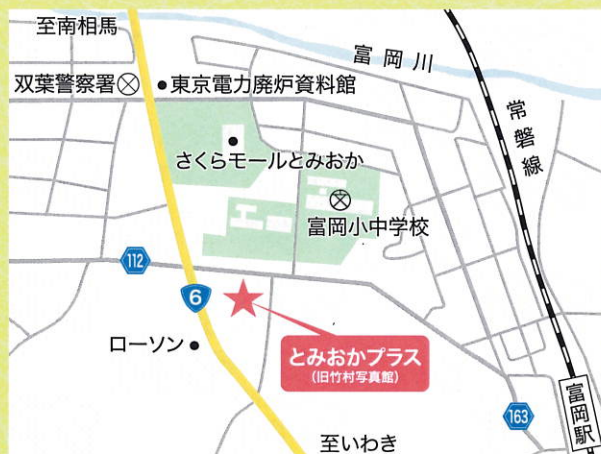 至南相馬
富岡川
双葉警察署
東京電力廃炉資料館
常磐線
さくらモールとみおか
文
富岡小中学校
112
6
ローソン
とみおかプラス
(旧竹村写真館)
富岡駅
163
至いわき